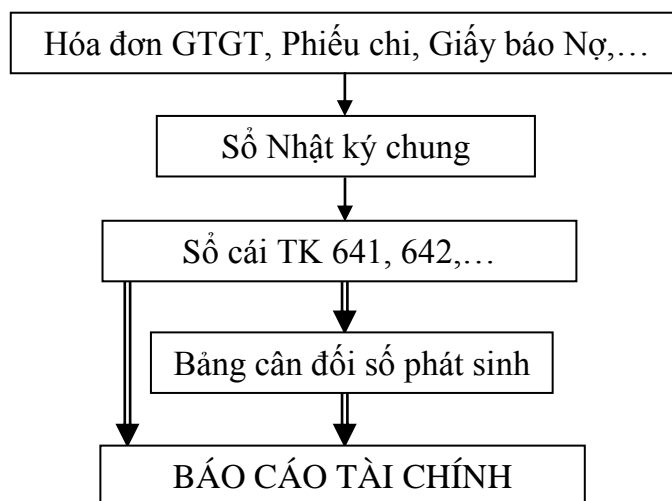 Hóa đơn GTGT, Phiếu chi, Giấy báo Nợ,…
Sổ Nhật ký chung
Sổ cái TK 641, 642,…
Bảng cân đối số phát sinh
BÁO CÁO TÀI CHÍNH